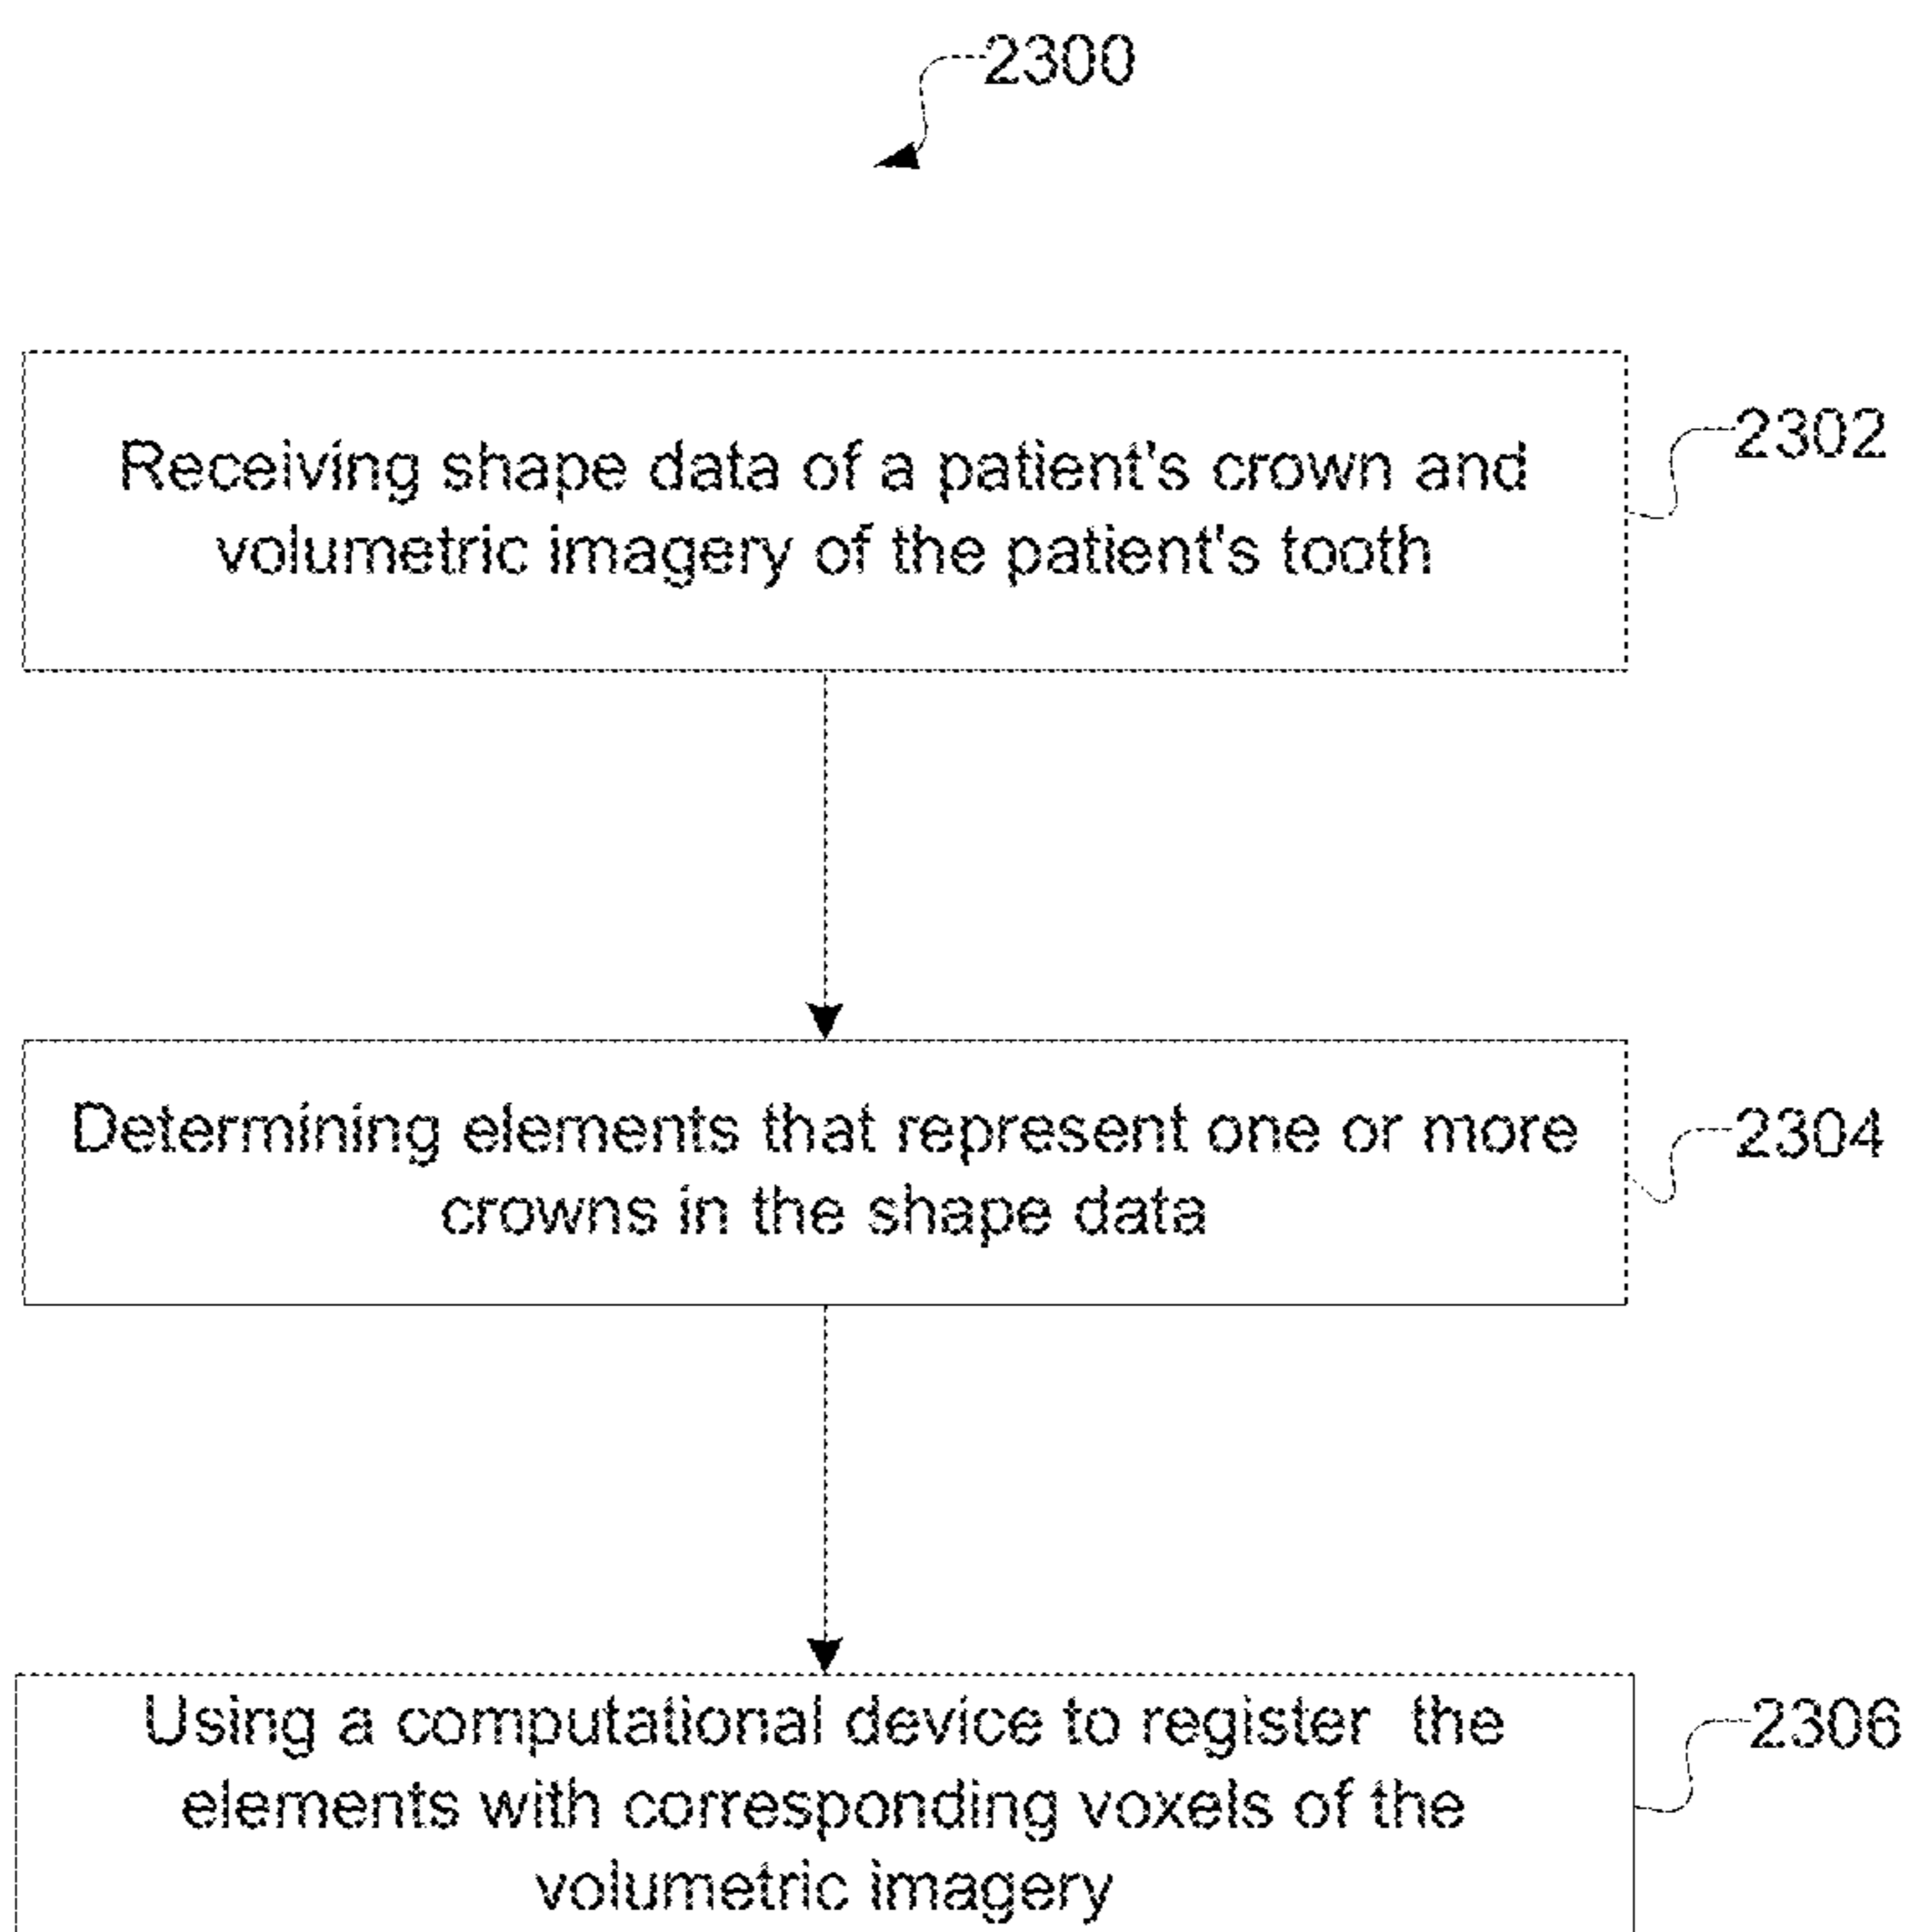 2300
Receiving shape data of a patient's crown and
volumetric imagery of the patient's tooth
2302
Determining elements that represent one or more
crowns in the shape data
2304
Using a computational device to register the
elements with corresponding voxels of the
volumetric imagery
2306